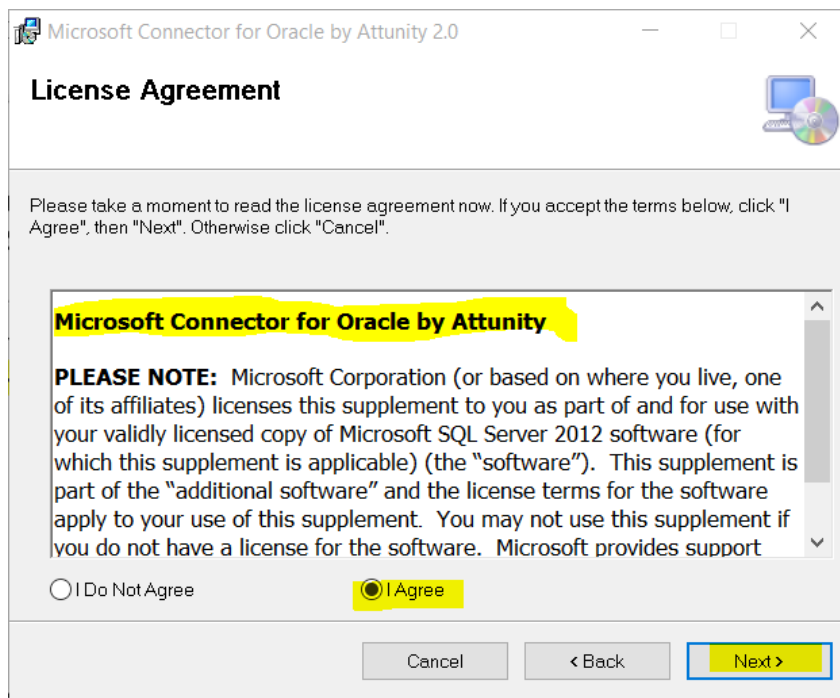 Microsoft Connector for Oracle by Attunity 2.0
License Agreement
Please take a moment to read the license agreement now. If you accept the terms below, click "I
Agree", then "Next". Otherwise click "Cancel".
Microsoft Connector for Oracle by Attunity
PLEASE NOTE: Microsoft Corporation (or based on where you live, one
of its affiliates) licenses this supplement to you as part of and for use with
your validly licensed copy of Microsoft SQL Server 2012 software (for
which this supplement is applicable) (the “software”). This supplement is
part of the “additional software” and the license terms for the software
apply to your use of this supplement. You may not use this supplement if
you do not have a license for the software. Microsoft provides support
I Do Not Agree
I Agree
Cancel
< Back
Next >